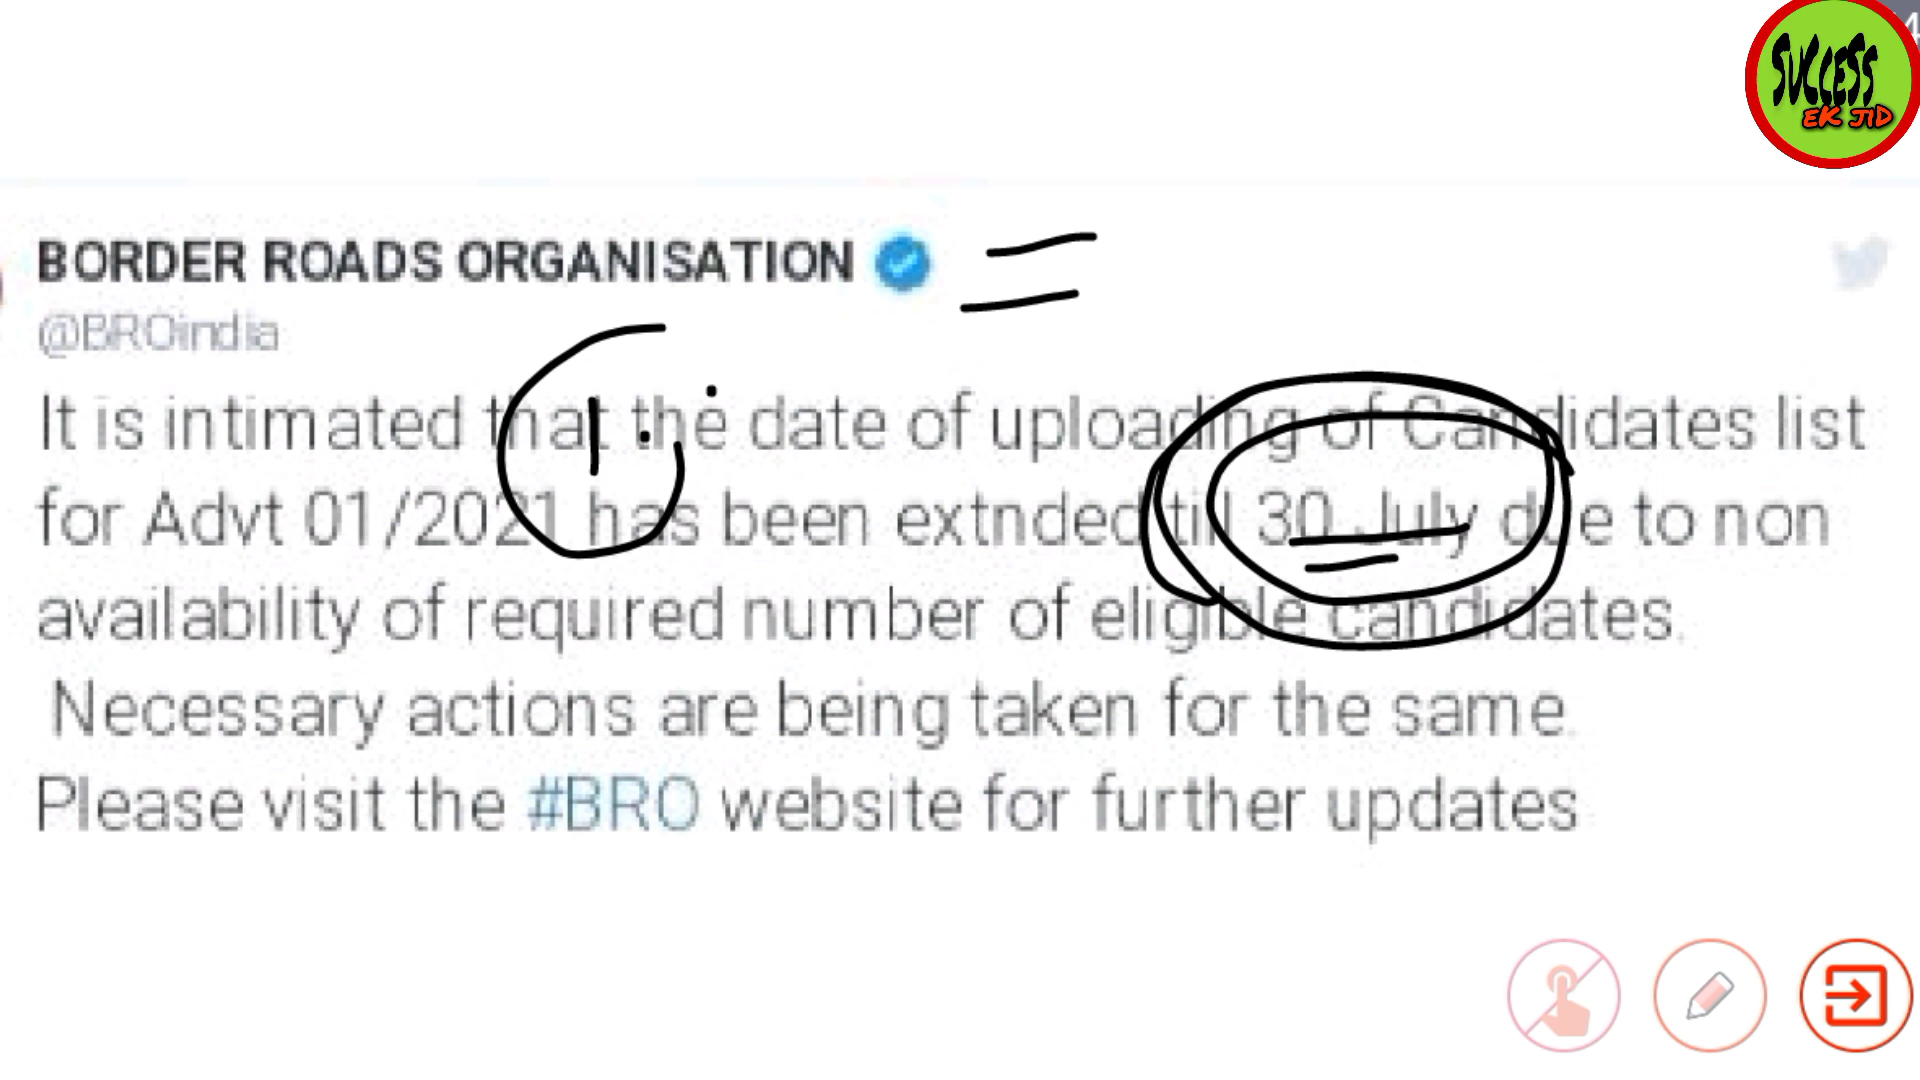 4
SUCCESS
EK JID
BORDER ROADS ORGANISATION
@BROindia
It is intimated that the date of uploading of Candidates list
for Advt 01/2021 has been extnded till 30 July due to non
availability of required number of eligible candidates.
Necessary actions are being taken for the same.
Please visit the #BRO website for further updates